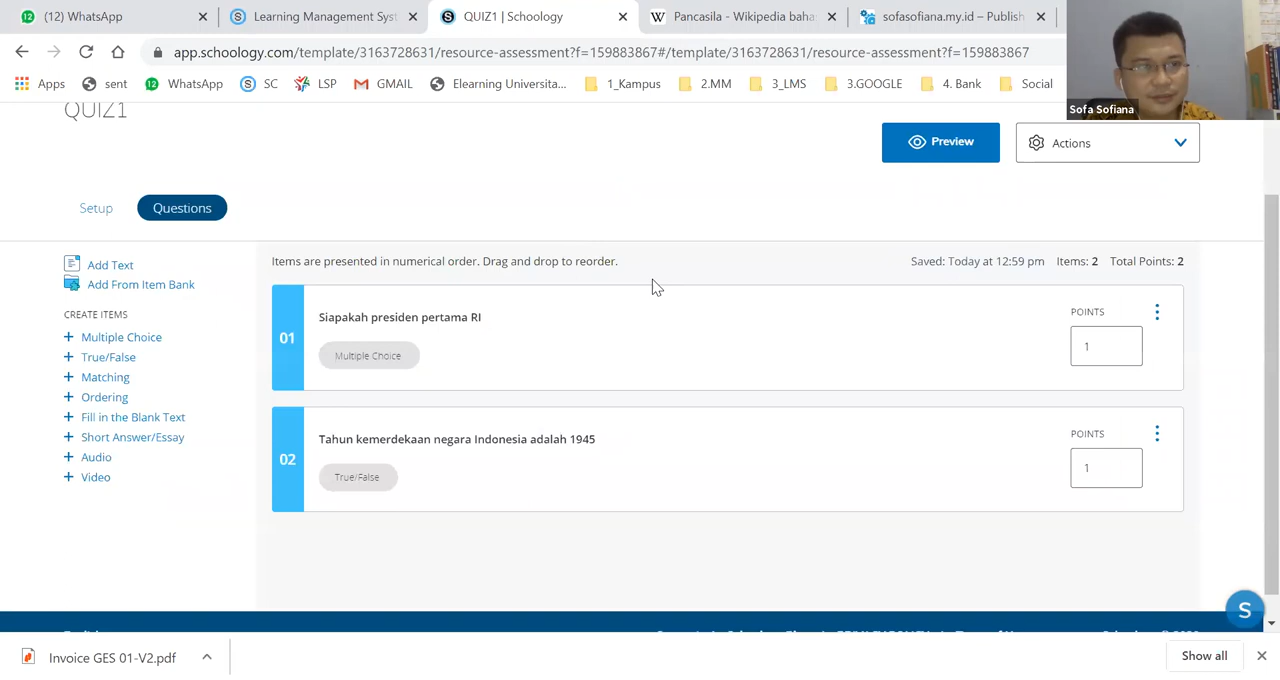 (12) WhatsApp
Learning Management Syst
QUIZ1 | Schoology
Pancasila - Wikipedia baha
sofasofiana.my.id – Publish
app.schoology.com/template/3163728631/resource-assessment?f=159883867#/template/3163728631/resource-assessment?f=159883867
Apps
sent
WhatsApp
SC
LSP
GMAIL
Elearning Universita...
1_Kampus
2.MM
3_LMS
3.GOOGLE
4. Bank
Social
Sofa Sofiana
QUIZ1
Preview
Actions
Setup
Questions
Add Text
Add From Item Bank
CREATE ITEMS
+ Multiple Choice
+ True/False
+ Matching
+ Ordering
+ Fill in the Blank Text
+ Short Answer/Essay
+ Audio
+ Video
Items are presented in numerical order. Drag and drop to reorder.
Saved: Today at 12:59 pm Items: 2 Total Points: 2
01
Siapakah presiden pertama RI
Multiple Choice
POINTS
1
02
Tahun kemerdekaan negara Indonesia adalah 1945
True/False
POINTS
1
S
Invoice GES 01-V2.pdf
Show all